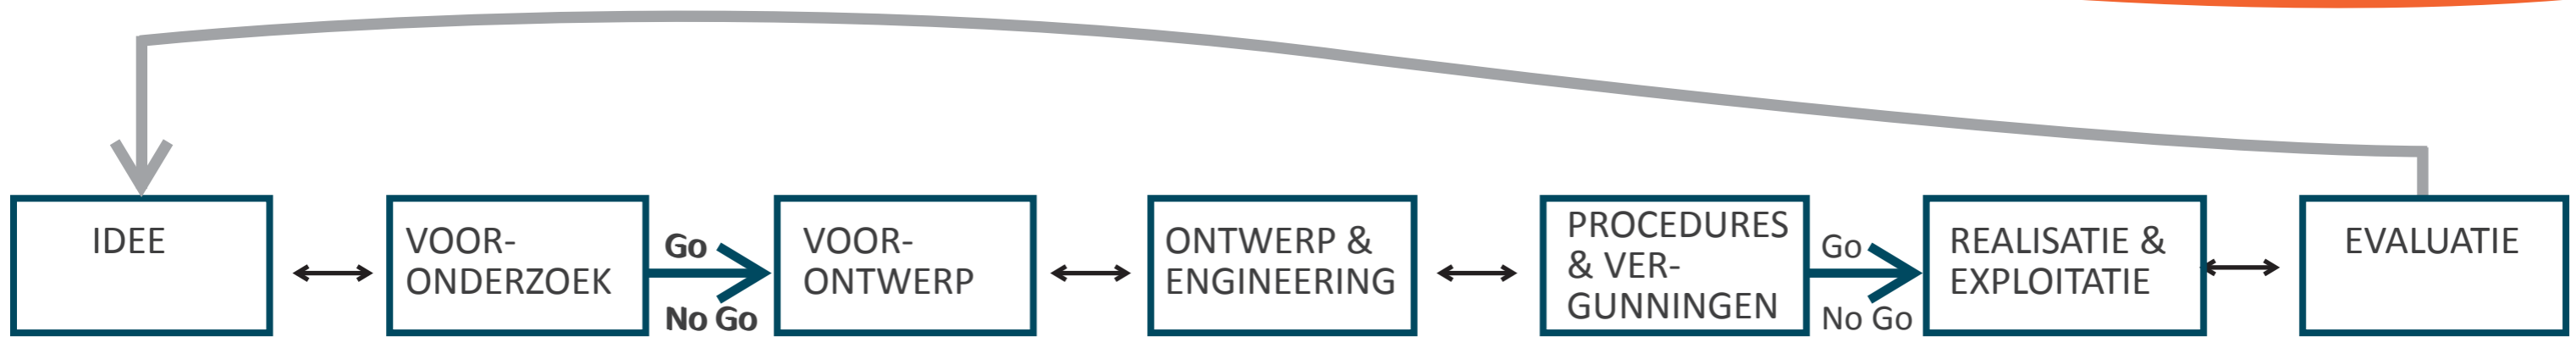 IDEE
VOOR-
ONDERZOEK
Go
No Go
VOOR-
ONTWERP
ONTWERP &
ENGINEERING
PROCEDURES
& VER-
GUNNINGEN
Go
No Go
REALISATIE &
EXPLOITATIE
EVALUATIE